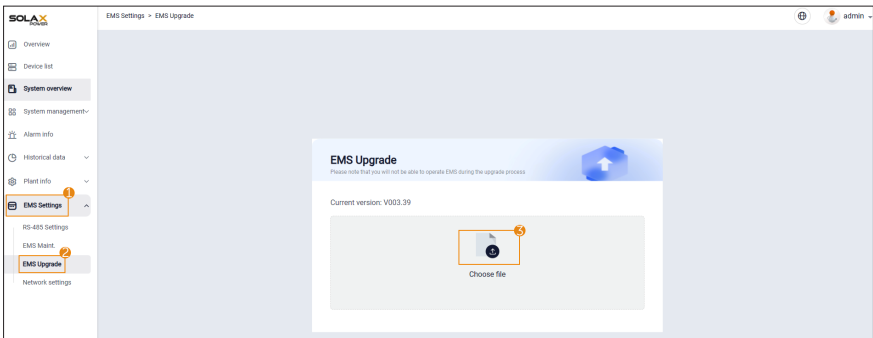 SOLAX
POWER
EMS Settings > EMS Upgrade
admin
Overview
Device list
System overview
System management
Alarm info
Historical data
Plant info
1
EMS Settings
RS-485 Settings
EMS Maint.
2
EMS Upgrade
Network settings
EMS Upgrade
Please note that you will not be able to operate EMS during the upgrade process
Current version: V003.39
3
Choose file